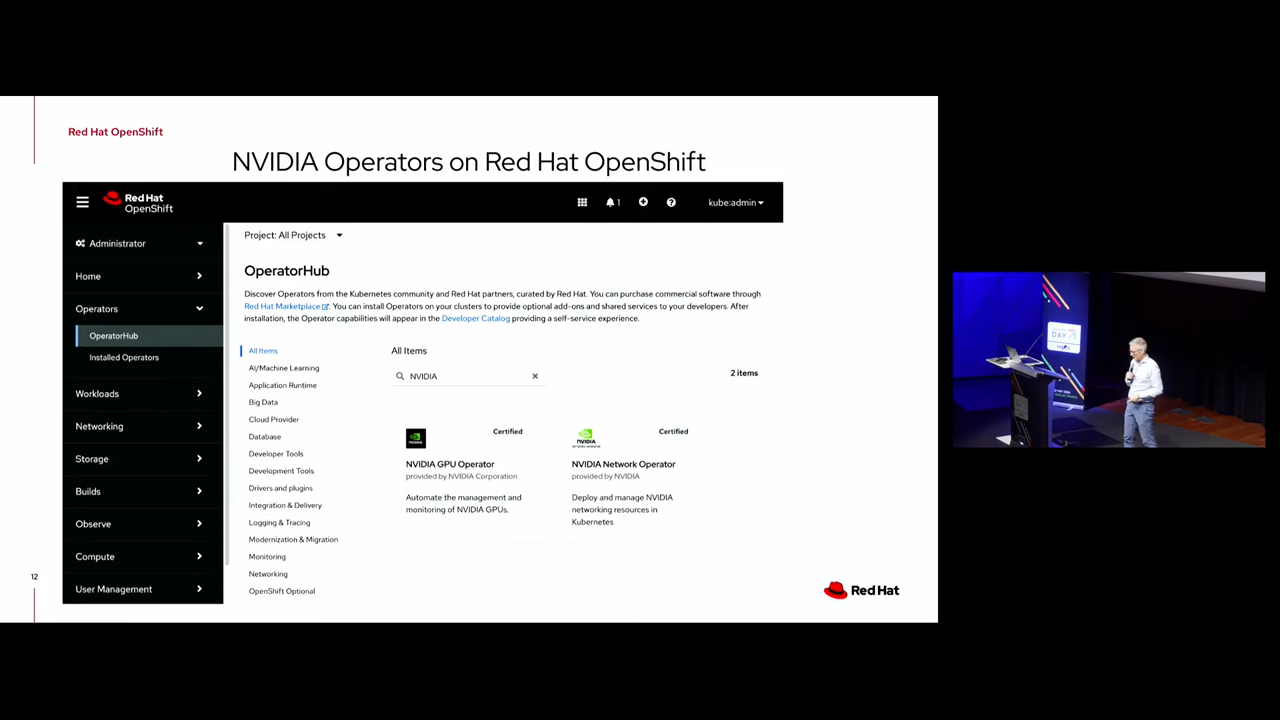 Red Hat OpenShift
NVIDIA Operators on Red Hat OpenShift
Red Hat
OpenShift
1
kube:admin
Administrator
Home
Operators
OperatorHub
Installed Operators
Workloads
Networking
Storage
Builds
Observe
Compute
User Management
Project: All Projects
OperatorHub
Discover Operators from the Kubernetes community and Red Hat partners, curated by Red Hat. You can purchase commercial software through
Red Hat Marketplace. You can install Operators on your clusters to provide optional add-ons and shared services to your developers. After
installation, the Operator capabilities will appear in the Developer Catalog providing a self-service experience.
All Items
AI/Machine Learning
Application Runtime
Big Data
Cloud Provider
Database
Developer Tools
Development Tools
Drivers and plugins
Integration & Delivery
Logging & Tracing
Modernization & Migration
Monitoring
Networking
OpenShift Optional
All Items
NVIDIA
2 items
Certified
NVIDIA GPU Operator
provided by NVIDIA Corporation
Automate the management and
monitoring of NVIDIA GPUs.
NVIDIA
Certified
NVIDIA Network Operator
provided by NVIDIA
Deploy and manage NVIDIA
networking resources in
Kubernetes
12
Red Hat
DAY